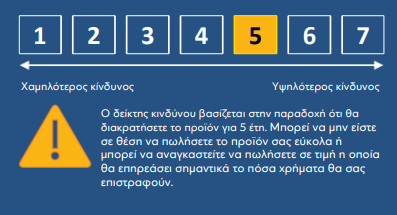 1 2 3 4 5 6 7
Χαμηλότερος κίνδυνος Υψηλότερος κίνδυνος
Ο δείκτης κινδύνου βασίζεται στην παραδοχή ότι θα
διακρατήσετε το προϊόν για 5 έτη. Μπορεί να μην είστε
σε θέση να πωλήσετε το προϊόν σας εύκολα ή
μπορεί να αναγκαστείτε να πωλήσετε σε τιμή η οποία
θα επηρεάσει σημαντικά το πόσα χρήματα θα σας
επιστραφούν.